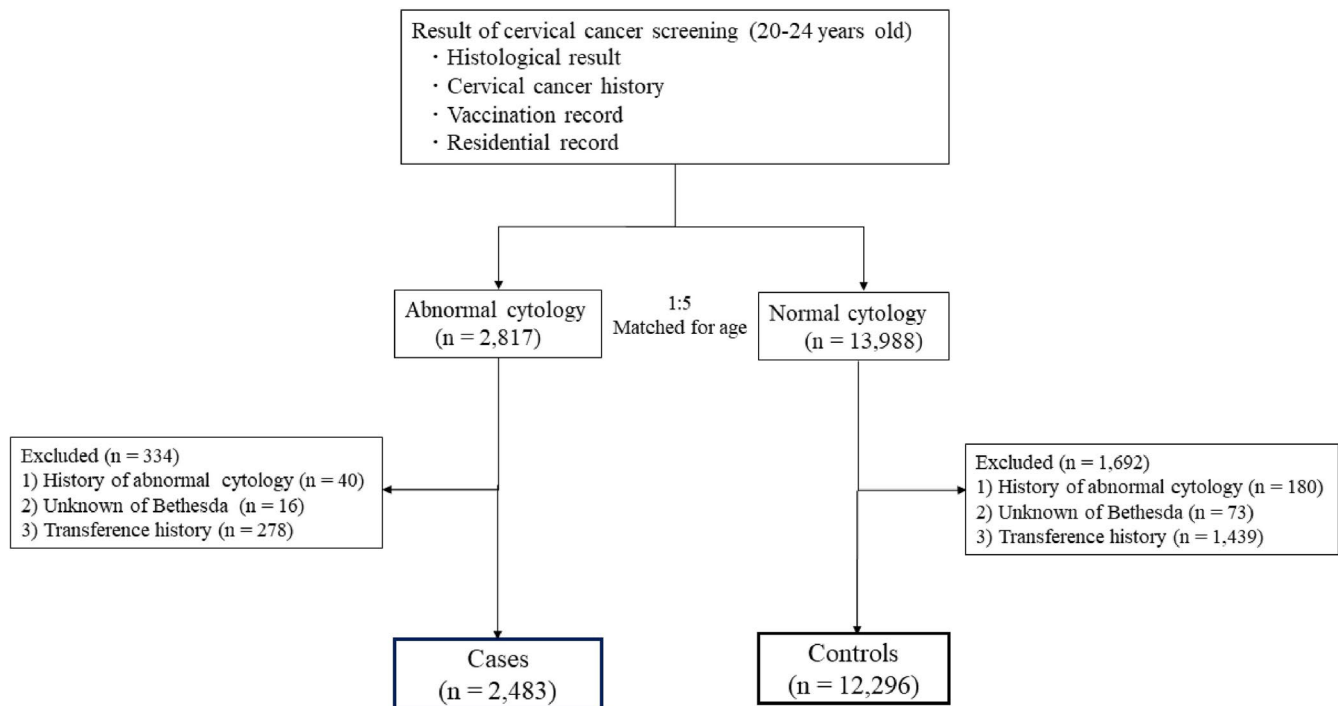 Result of cervical cancer screening (20-24 years old)
・Histological result
・Cervical cancer history
・Vaccination record
・Residential record
Abnormal cytology
(n = 2,817)
1:5
Matched for age
Normal cytology
(n = 13,988)
Excluded (n = 334)
1) History of abnormal cytology (n = 40)
2) Unknown of Bethesda (n = 16)
3) Transference history (n = 278)
Excluded (n = 1,692)
1) History of abnormal cytology (n = 180)
2) Unknown of Bethesda (n = 73)
3) Transference history (n = 1,439)
Cases
(n = 2,483)
Controls
(n = 12,296)